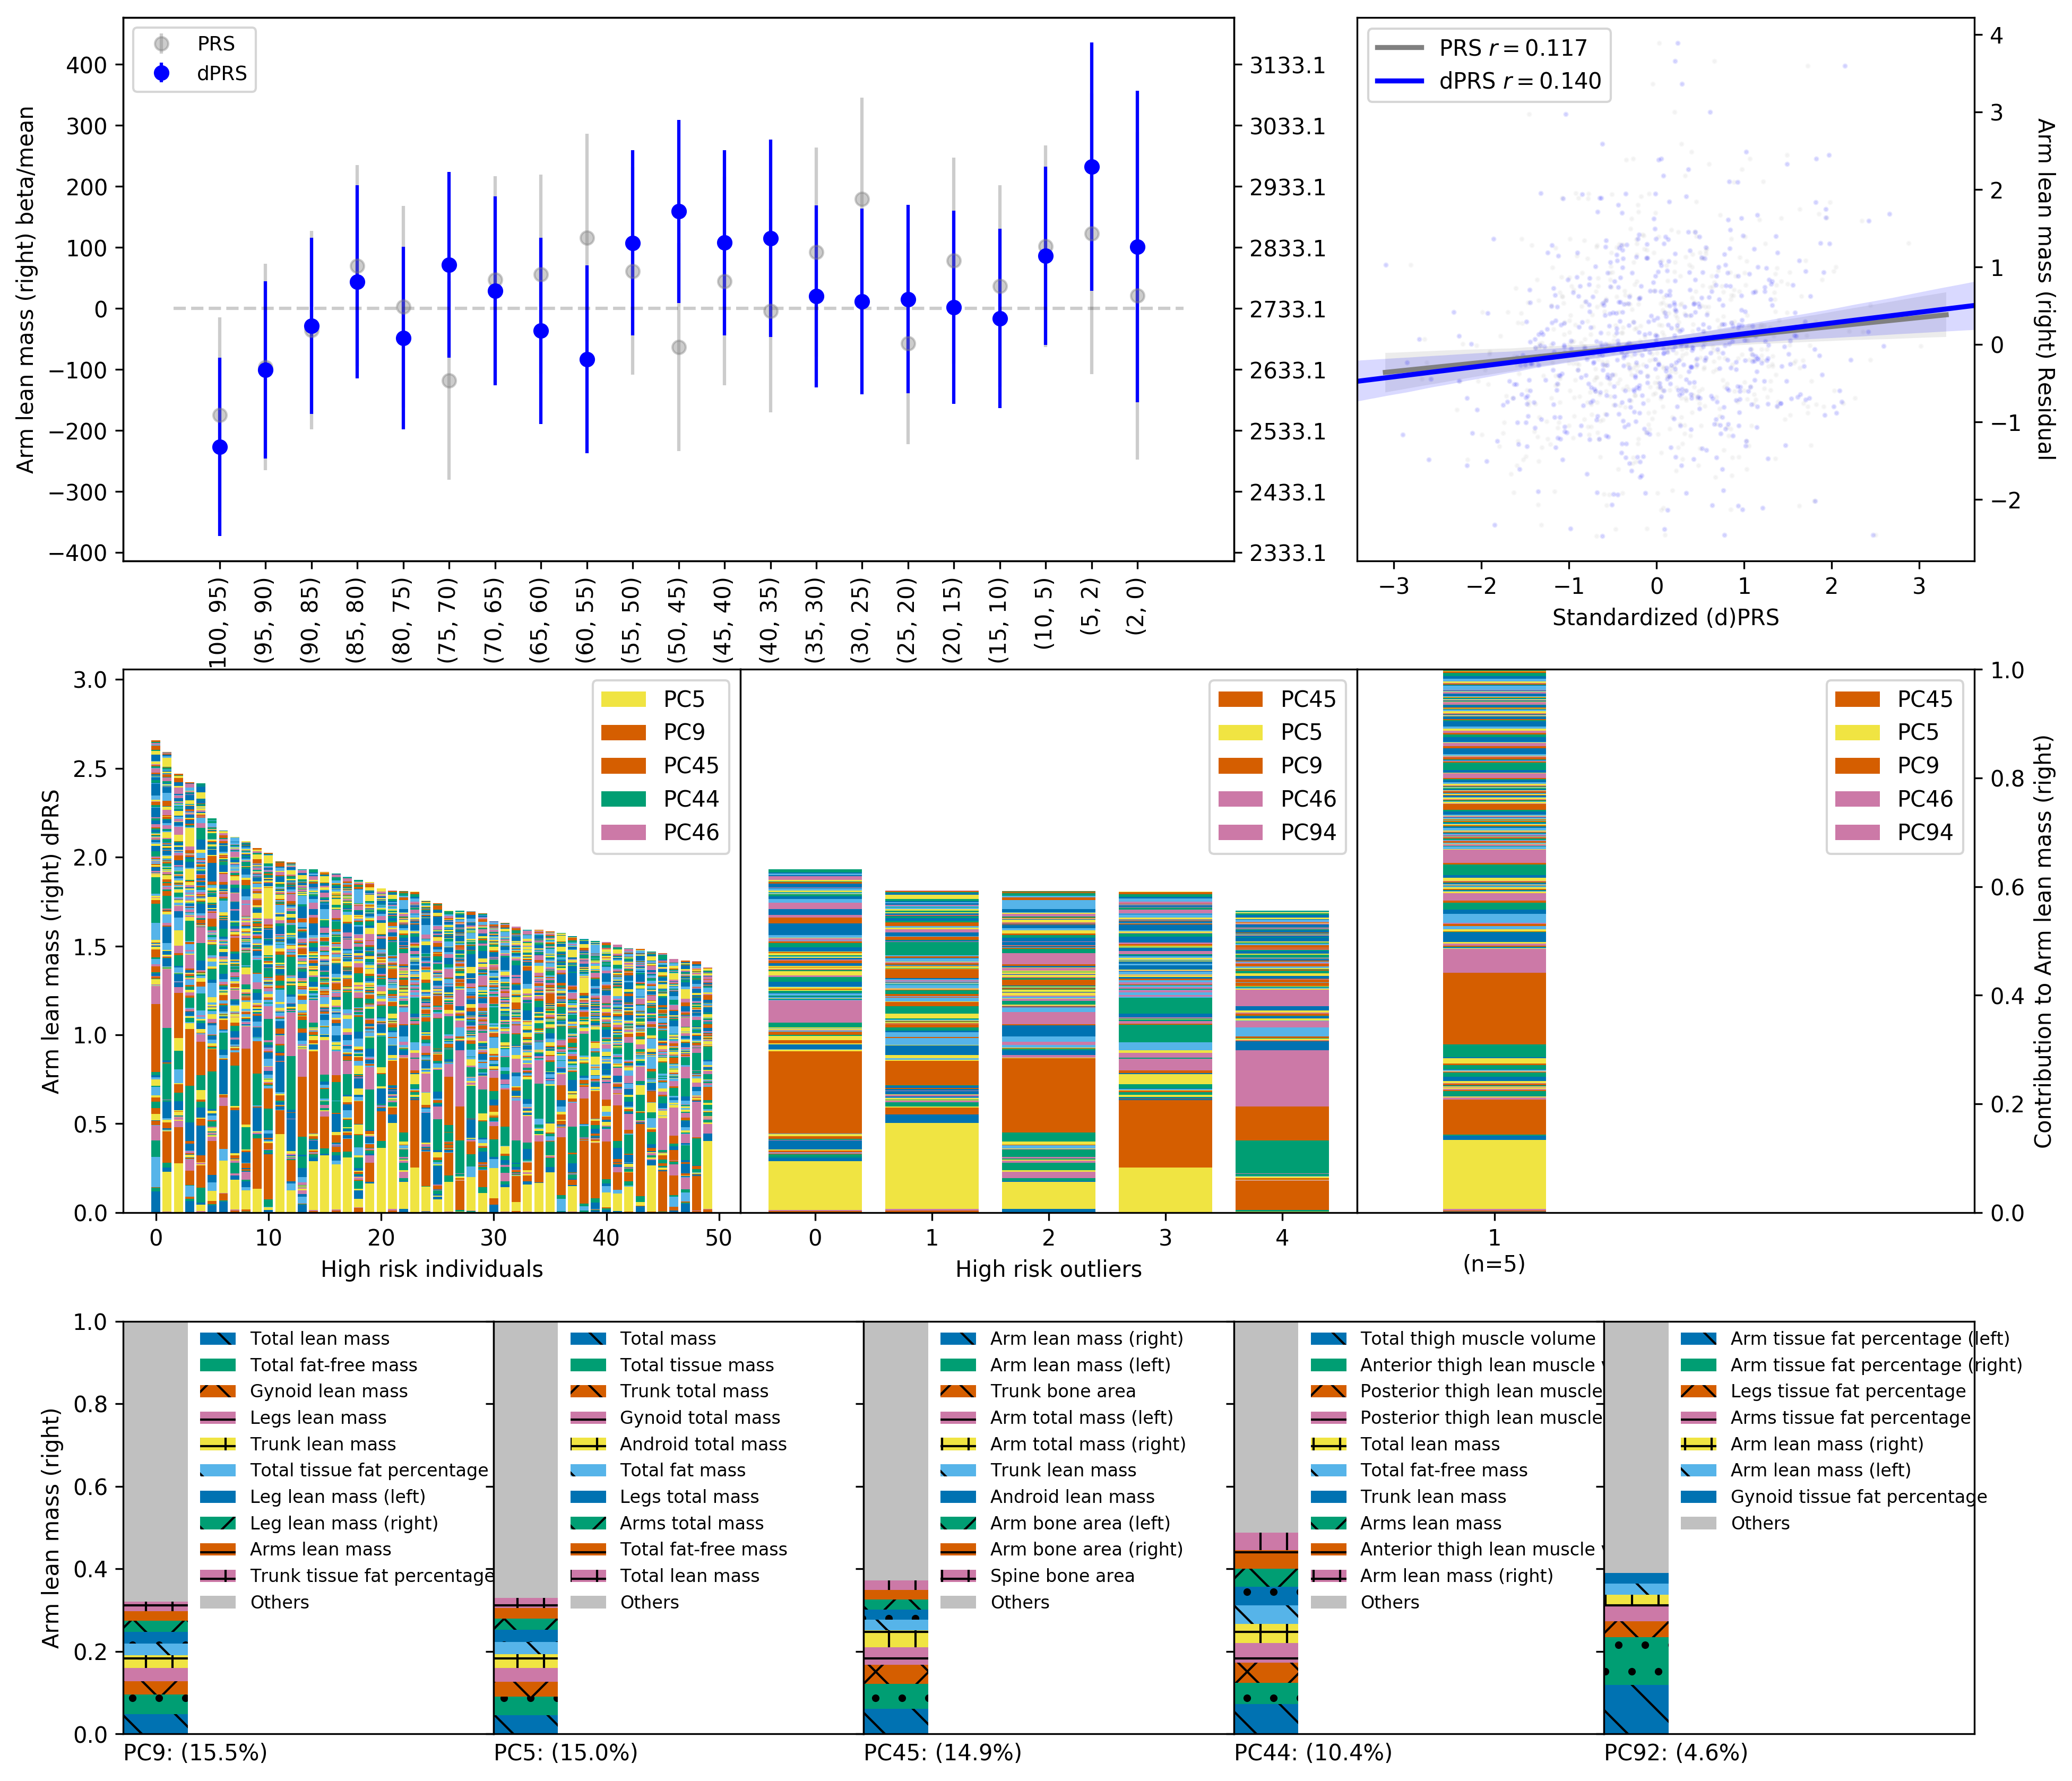 PRS
dPRS
Arm lean mass (right) beta/mean
400
300
200
100
0
−100
−200
−300
−400
3133.1
3033.1
2933.1
2833.1
2733.1
2633.1
2533.1
2433.1
2333.1
100, 95)
(95, 90)
(90, 85)
(85, 80)
(80, 75)
(75, 70)
(70, 65)
(65, 60)
(60, 55)
(55, 50)
(50, 45)
(45, 40)
(40, 35)
(35, 30)
(30, 25)
(25, 20)
(20, 15)
(15, 10)
(10, 5)
(5, 2)
(2, 0)
PRS r = 0.117
dPRS r = 0.140
4
3
2
1
0
−1
−2
Arm lean mass (right) Residual
−3 −2 −1 0 1 2 3
Standardized (d)PRS
Arm lean mass (right) dPRS
3.0
2.5
2.0
1.5
1.0
0.5
0.0
PC5
PC9
PC45
PC44
PC46
0 10 20 30 40 50
High risk individuals
PC45
PC5
PC9
PC46
PC94
0 1 2 3 4
High risk outliers
PC45
PC5
PC9
PC46
PC94
1
(n=5)
1.0
0.8
0.6
0.4
0.2
0.0
Contribution to Arm lean mass (right)
Arm lean mass (right)
1.0
0.8
0.6
0.4
0.2
0.0
Total lean mass
Total fat-free mass
Gynoid lean mass
Legs lean mass
Trunk lean mass
Total tissue fat percentage
Leg lean mass (left)
Leg lean mass (right)
Arms lean mass
Trunk tissue fat percentage
Others
PC9: (15.5%)
Total mass
Total tissue mass
Trunk total mass
Gynoid total mass
Android total mass
Total fat mass
Legs total mass
Arms total mass
Total fat-free mass
Total lean mass
Others
PC5: (15.0%)
Arm lean mass (right)
Arm lean mass (left)
Trunk bone area
Arm total mass (left)
Arm total mass (right)
Trunk lean mass
Android lean mass
Arm bone area (left)
Arm bone area (right)
Spine bone area
Others
PC45: (14.9%)
Total thigh muscle volume
Anterior thigh lean muscle
Posterior thigh lean muscle
Posterior thigh lean muscle
Total lean mass
Total fat-free mass
Trunk lean mass
Arms lean mass
Anterior thigh lean muscle
Arm lean mass (right)
Others
PC44: (10.4%)
Arm tissue fat percentage (left)
Arm tissue fat percentage (right)
Legs tissue fat percentage
Arms tissue fat percentage
Arm lean mass (right)
Arm lean mass (left)
Gynoid tissue fat percentage
Others
PC92: (4.6%)